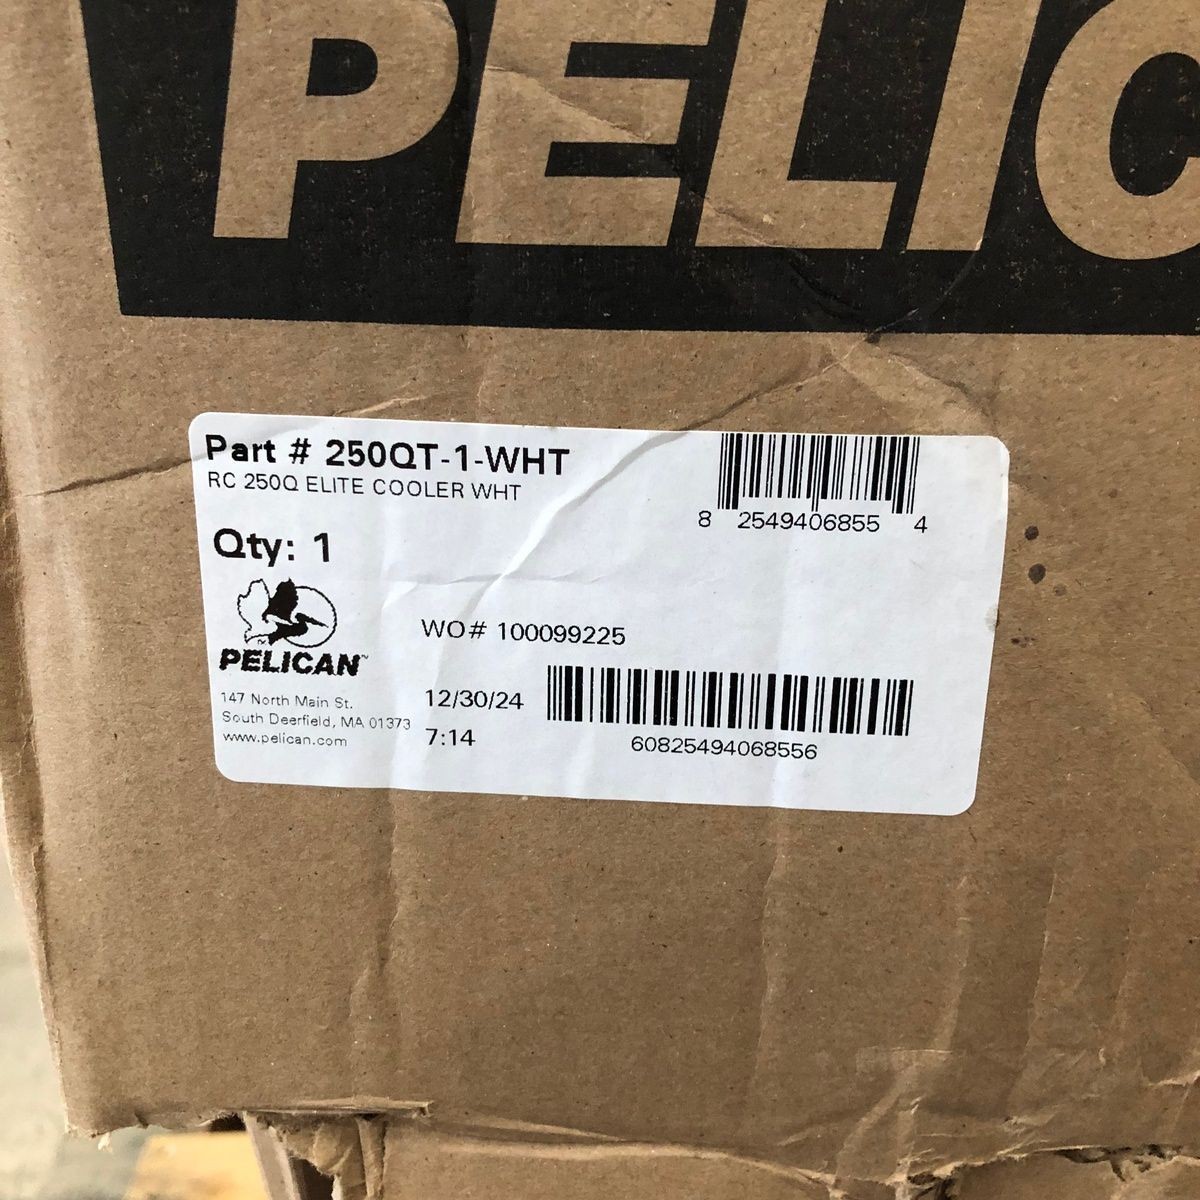 PELIC
Part # 250QT-1-WHT
RC 250Q ELITE COOLER WHT
8 2549406855 4
Qty: 1
PELICAN™
WO# 100099225
147 North Main St.
South Deerfield, MA 01373
www.pelican.com
12/30/24
7:14
60825494068556